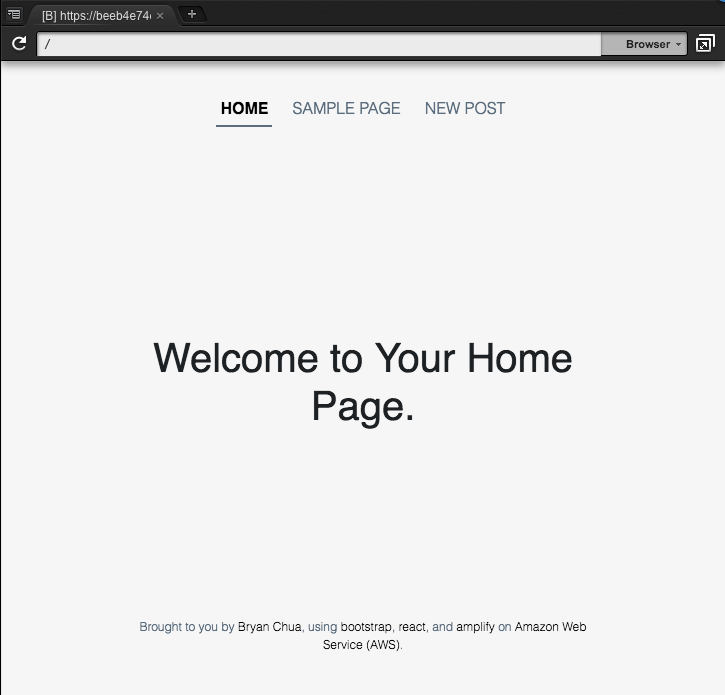 [B] https://beeb4e74
/
Browser
HOME SAMPLE PAGE NEW POST
Welcome to Your Home
Page.
Brought to you by Bryan Chua, using bootstrap, react, and amplify on Amazon Web
Service (AWS).